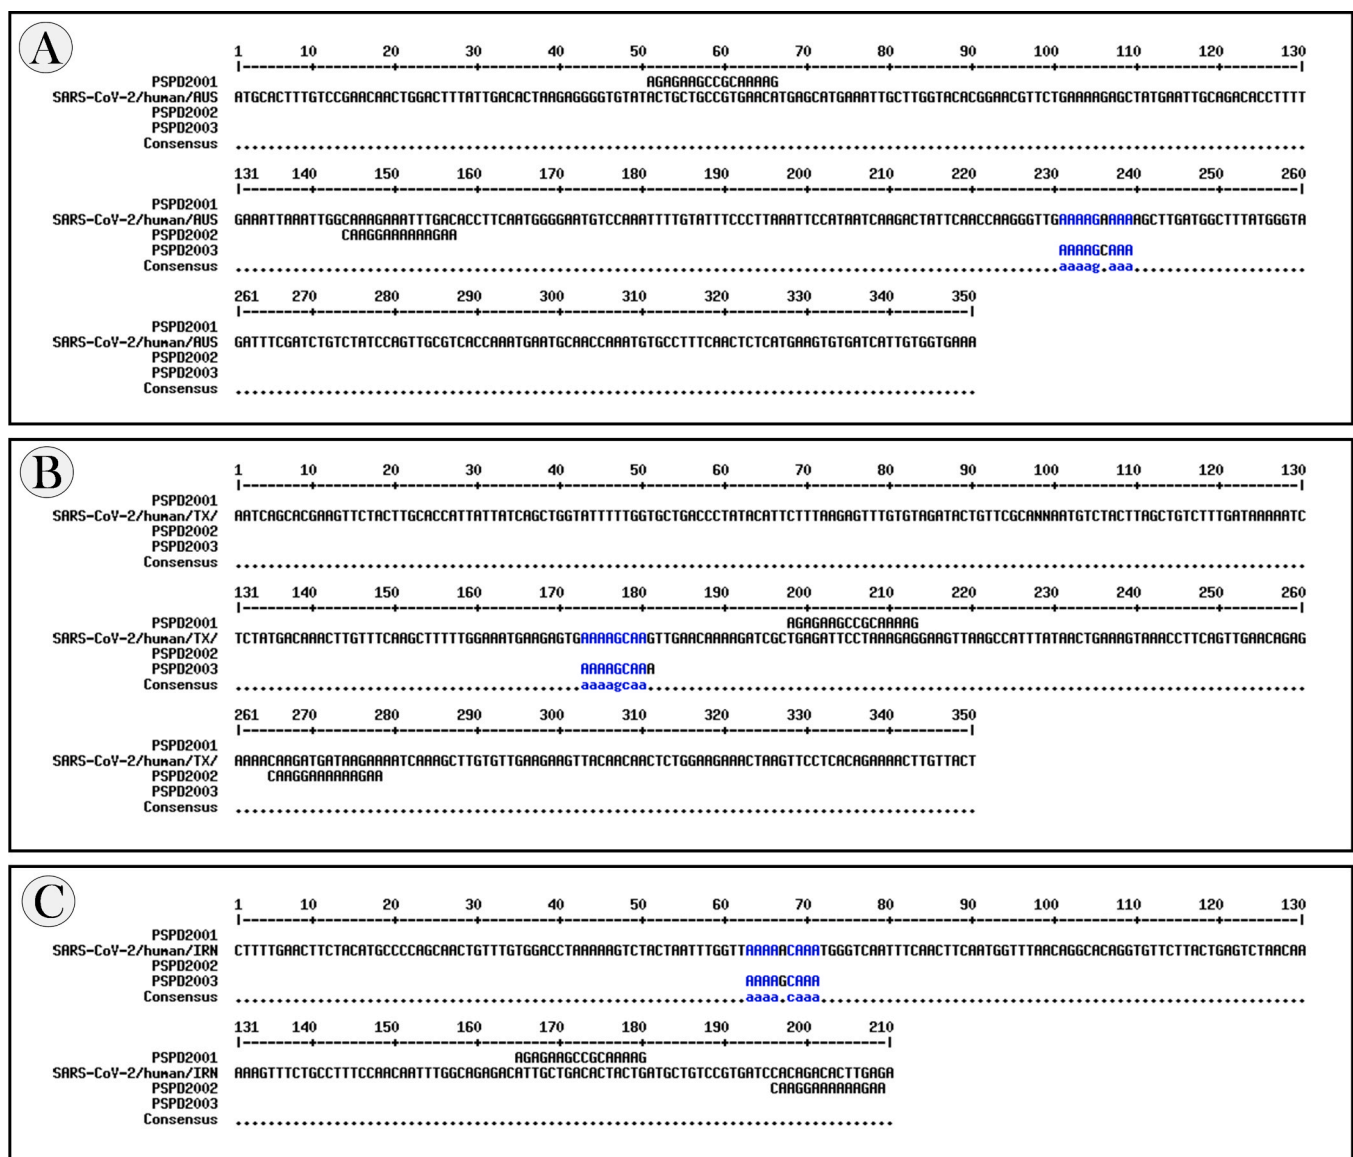 A
1 10 20 30 40 50 60 70 80 90 100 110 120 130
|--------+---------+---------+---------+---------+---------+---------+---------+---------+---------+---------+---------+---------|
PSPD2001 AGAGAAGCCGCAAAAG
SARS-CoV-2/human/AUS ATGCACTTTGTCCGAACAACTGGACTTTATTGACACTAAGAGGGGTGTATACTGCTGCCGTGAACATGAGCATGAAATTGCTTGGTACACGGAACGTTCTGAAAAGAGCTATGAATTGCAGACACCTTTT
PSPD2002
PSPD2003
Consensus ..................................................................................................................................
131 140 150 160 170 180 190 200 210 220 230 240 250 260
|--------+---------+---------+---------+---------+---------+---------+---------+---------+---------+---------+---------+---------|
PSPD2001
SARS-CoV-2/human/AUS GAAATTAAATTGGCAAAGAAATTTGACACCTTCAATGGGGAATGTCCAAATTTTGTATTTCCCTTAAATTCCATAATCAAGACTATTCAACCAAGGGTTGAAAAGAAAAAGCTTGATGGCTTTATGGGTA
PSPD2002 CAAGGAAAAAAGAA
PSPD2003 AAAAGCAAA
Consensus ....................................................................................................aaaag.aaa.....................
261 270 280 290 300 310 320 330 340 350
|--------+---------+---------+---------+---------+---------+---------+---------+---------|
PSPD2001
SARS-CoV-2/human/AUS GATTTCGATCTGTCTATCCAGTTGCGTCACCAAATGAATGCAACCAAATGTGCCTTTCAACTCTCATGAAGTGTGATCATTGTGGTGAAA
PSPD2002
PSPD2003
Consensus ..........................................................................................
B
1 10 20 30 40 50 60 70 80 90 100 110 120 130
|--------+---------+---------+---------+---------+---------+---------+---------+---------+---------+---------+---------+---------|
PSPD2001
SARS-CoV-2/human/TX/ AATCAGCACGAAGTTCTACTTGCACCATTATTATCAGCTGGTATTTTTGGTGCTGACCCTATACATTCTTTAAGAGTTTGTGTAGATACTGTTCGCANNAATGTCTACTTAGCTGTCTTTGATAAAAATC
PSPD2002
PSPD2003
Consensus ..................................................................................................................................
131 140 150 160 170 180 190 200 210 220 230 240 250 260
|--------+---------+---------+---------+---------+---------+---------+---------+---------+---------+---------+---------+---------|
PSPD2001 AGAGAAGCCGCAAAAG
SARS-CoV-2/human/TX/ TCTATGACAAACTTGTTTCAAGCTTTTTGGAAATGAAGAGTGAAAAGCAAGTTGAACAAAAGATCGCTGAGATTCCTAAAGAGGAAGTTAAGCCATTTATAACTGAAAGTAAACCTTCAGTTGAACAGAG
PSPD2002
PSPD2003 AAAAGCAAA
Consensus ..........................................aaaagcaa................................................................................
261 270 280 290 300 310 320 330 340 350
|--------+---------+---------+---------+---------+---------+---------+---------+---------|
PSPD2001
SARS-CoV-2/human/TX/ AAAACAAGATGATAAGAAAATCAAAGCTTGTGTTGAAGAAGTTACAACAACTCTGGAAGAAACTAAGTTCCTCACAGAAAACTTGTTACT
PSPD2002 CAAGGAAAAAAGAA
PSPD2003
Consensus ..........................................................................................
C
1 10 20 30 40 50 60 70 80 90 100 110 120 130
|--------+---------+---------+---------+---------+---------+---------+---------+---------+---------+---------+---------+---------|
PSPD2001
SARS-CoV-2/human/IRN CTTTTGAACTTCTACATGCCCCAGCAACTGTTTGTGGACCTAAAAAGTCTACTAATTTGGTTAAAAACAAATGGGTCAATTTCAACTTCAATGGTTTAACAGGCACAGGTGTTCTTACTGAGTCTAACAA
PSPD2002
PSPD2003 AAAAGCAAA
Consensus ..............................................................aaaa.caaa...........................................................
131 140 150 160 170 180 190 200 210
|--------+---------+---------+---------+---------+---------+---------+---------|
PSPD2001 AGAGAAGCCGCAAAAG
SARS-CoV-2/human/IRN AAAGTTTCTGCCTTTCCAACAATTTGGCAGAGACATTGCTGACACTACTGATGCTGTCCGTGATCCACAGACACTTGAGA
PSPD2002 CAAGGAAAAAAGAA
PSPD2003
Consensus ................................................................................